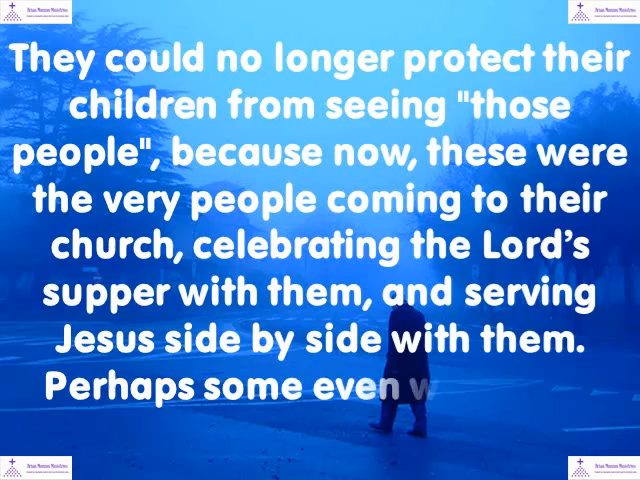 They could no longer protect their
children from seeing "those
people", because now, these were
the very people coming to their
church, celebrating the Lord’s
supper with them, and serving
Jesus side by side with them.
Perhaps some even w